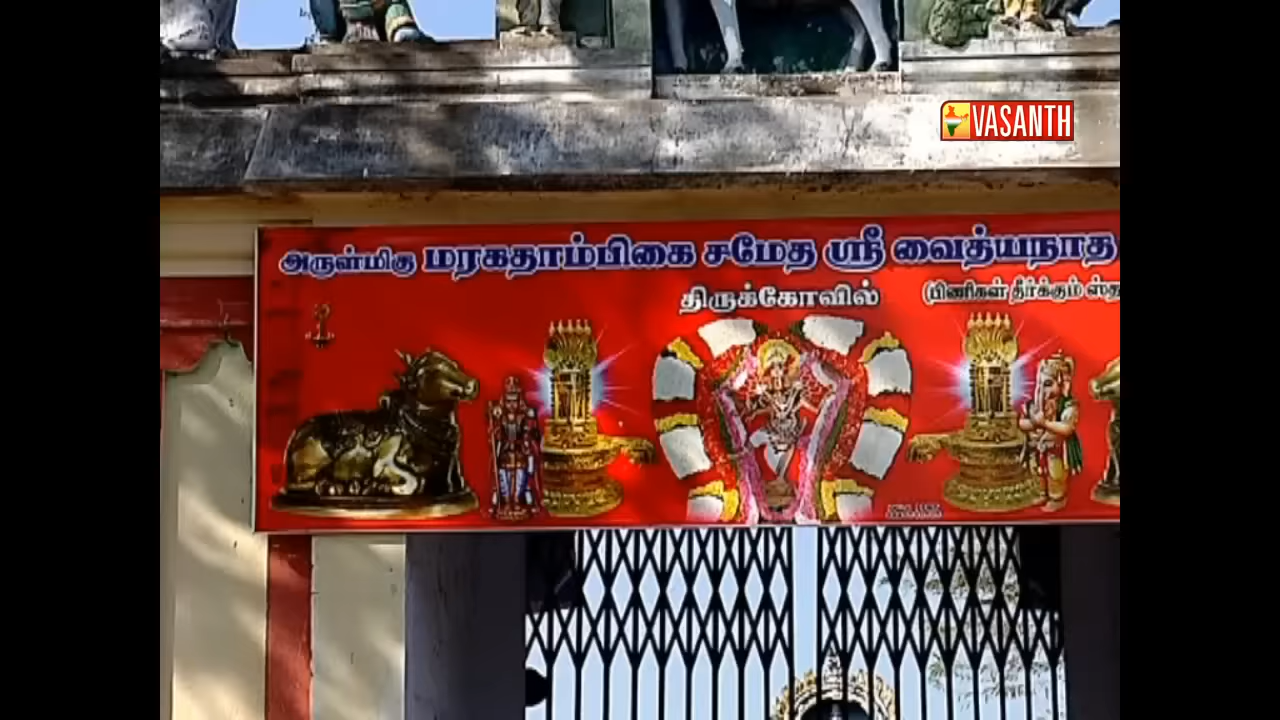 VASANTH
அருள்மிகு மரகதாம்பிகை சமேத ஸ்ரீ வைத்யநாத
திருக்கோவில்
(பிணிகள் தீர்க்கும் ஸ்த